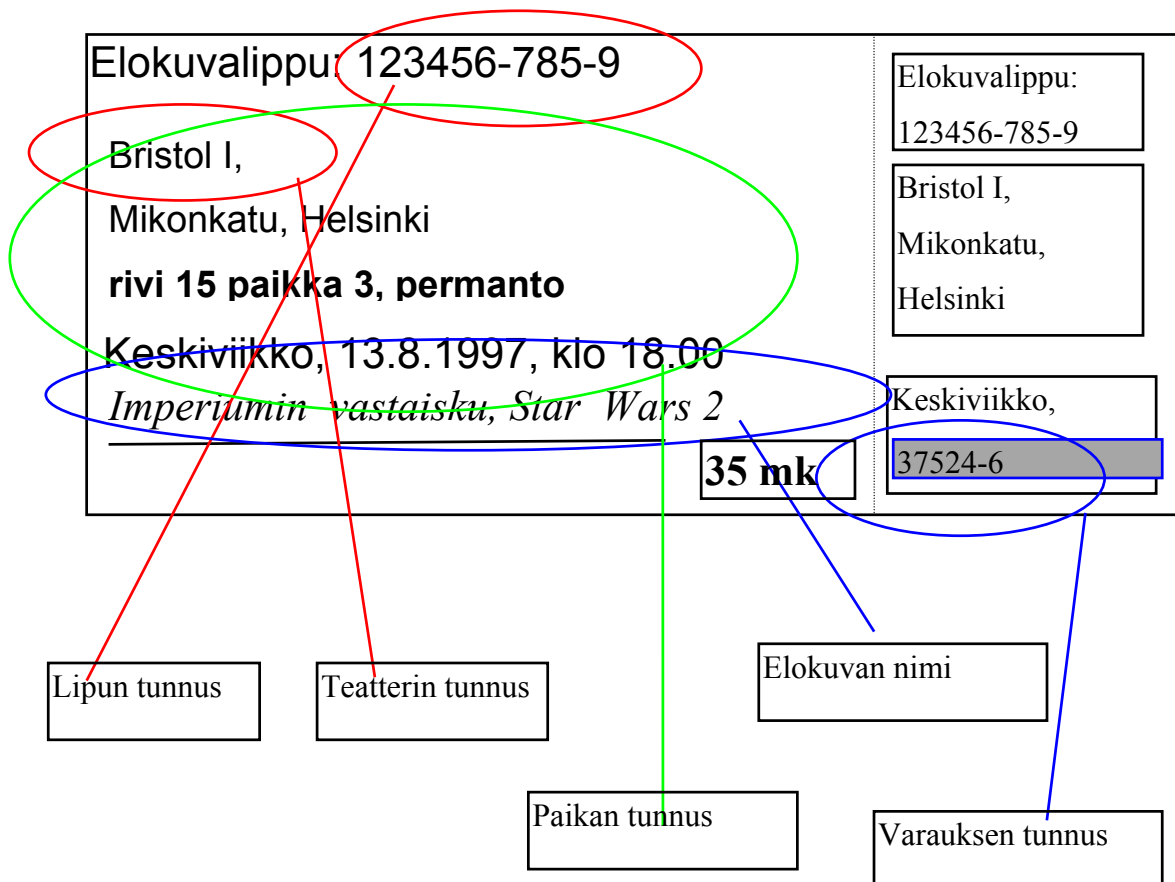 Elokuvalippu: 123456-785-9
Bristol I,
Mikonkatu, Helsinki
rivi 15 paikka 3, permanto
Keskiviikko, 13.8.1997, klo 18.00
Imperiumin vastaisku, Star Wars 2
35 mk
Elokuvalippu:
123456-785-9
Bristol I,
Mikonkatu,
Helsinki
Keskiviikko,
37524-6
Lipun tunnus
Teatterin tunnus
Elokuvan nimi
Paikan tunnus
Varauksen tunnus